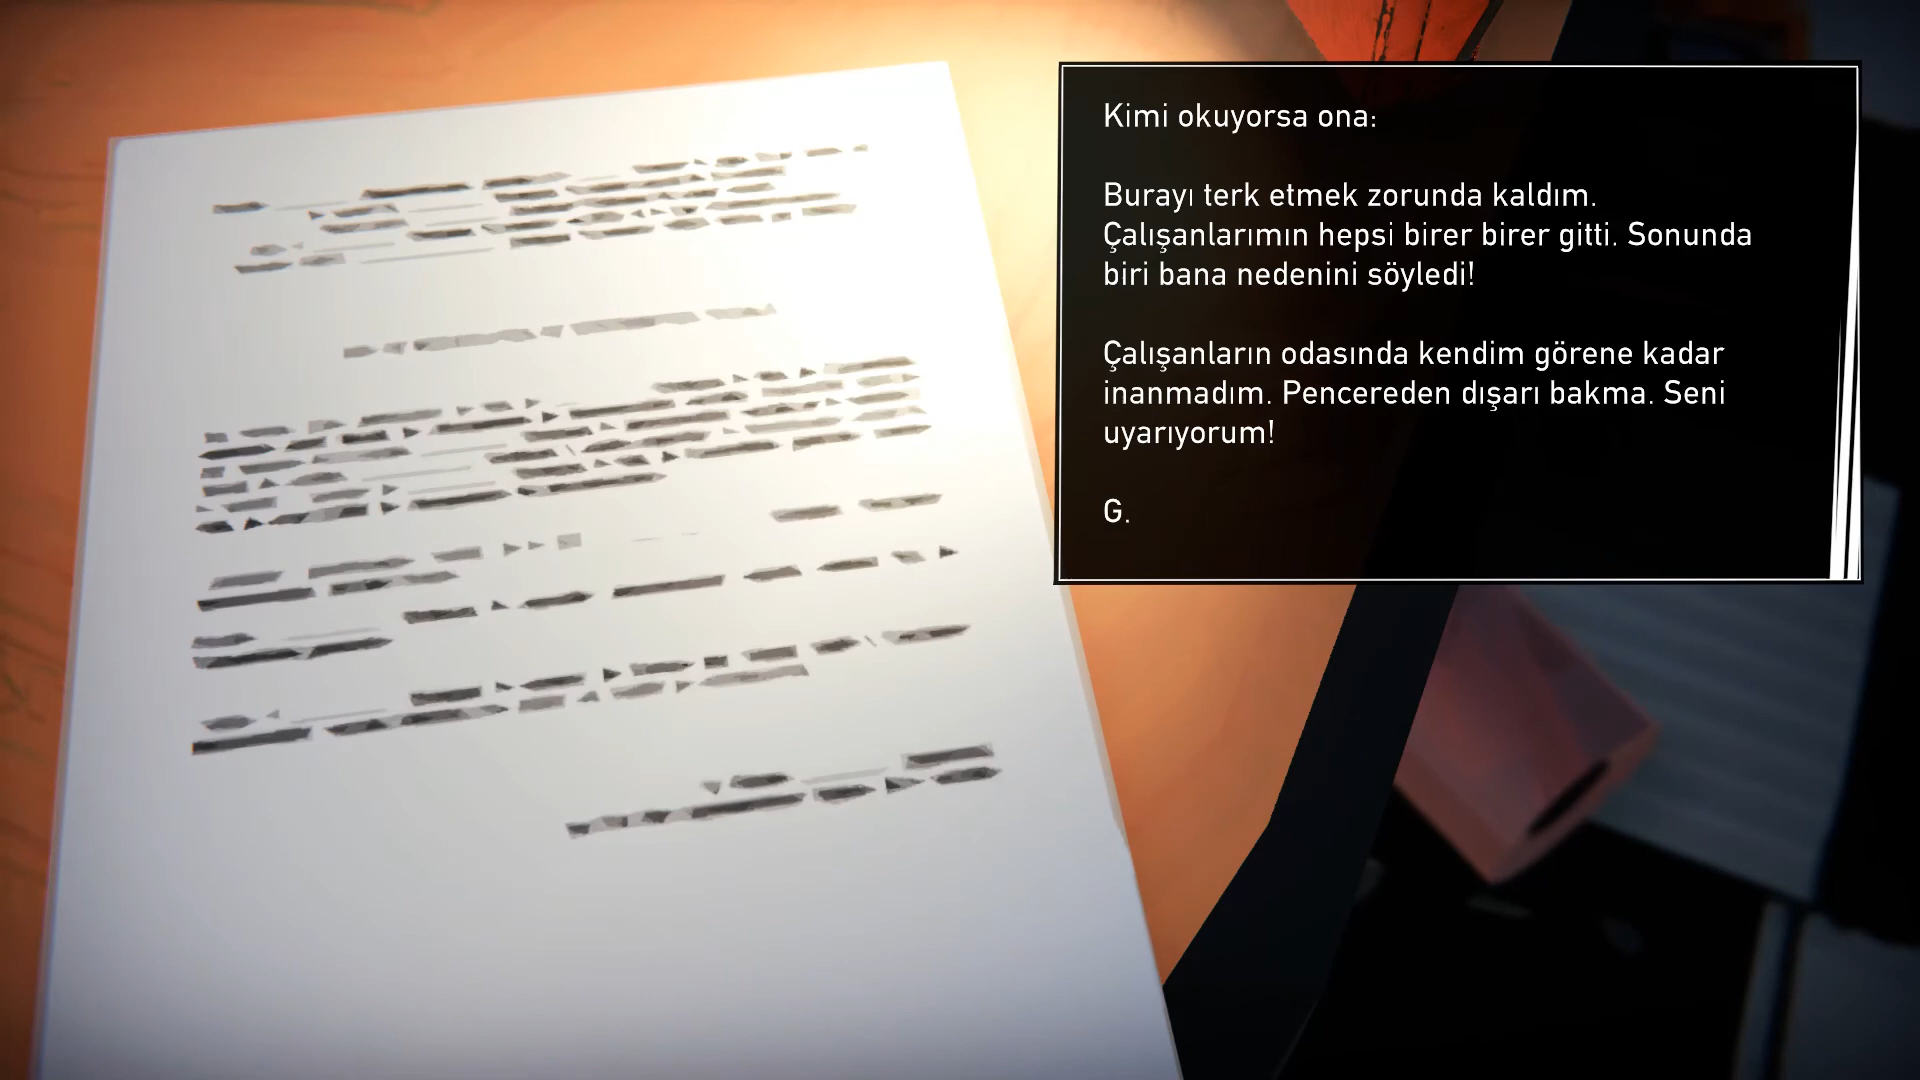 Kimi okuyorsa ona:
Burayı terk etmek zorunda kaldım.
Çalışanlarımın hepsi birer birer gitti. Sonunda
biri bana nedenini söyledi!
Çalışanların odasında kendim görene kadar
inanmadım. Pencereden dışarı bakma. Seni
uyarıyorum!
G.